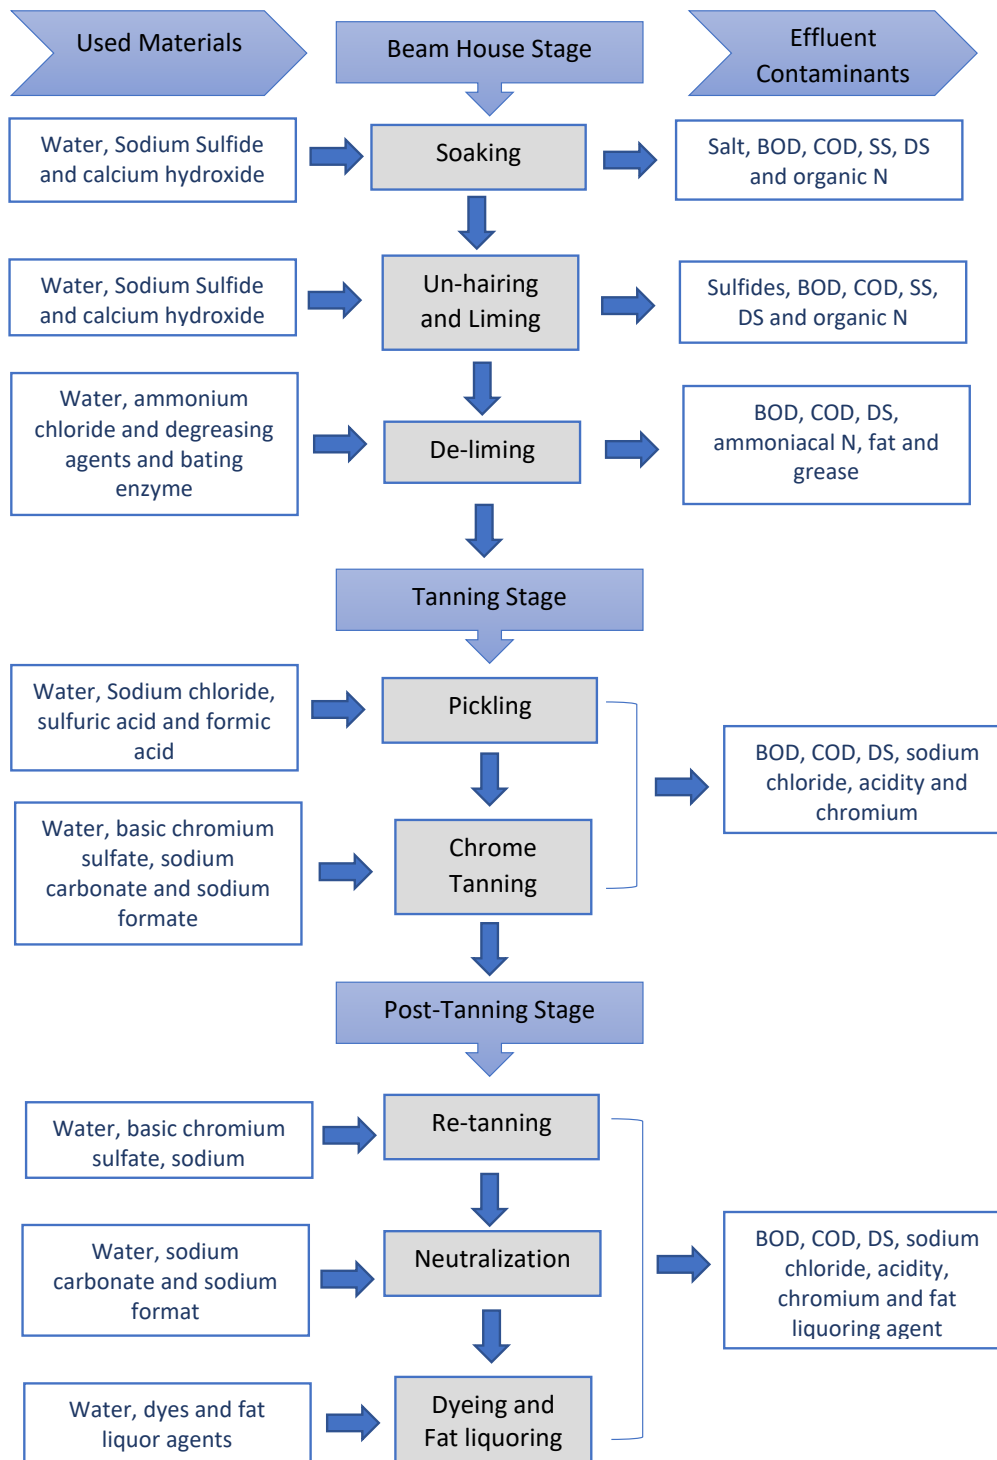 Used Materials
Beam House Stage
Effluent
Contaminants
Water, Sodium Sulfide
and calcium hydroxide
Soaking
Salt, BOD, COD, SS, DS
and organic N
Water, Sodium Sulfide
and calcium hydroxide
Un-hairing
and Liming
Sulfides, BOD, COD, SS,
DS and organic N
Water, ammonium
chloride and degreasing
agents and bating
enzyme
De-liming
BOD, COD, DS,
ammoniacal N, fat and
grease
Tanning Stage
Water, Sodium chloride,
sulfuric acid and formic
acid
Pickling
BOD, COD, DS, sodium
chloride, acidity and
chromium
Water, basic chromium
sulfate, sodium
carbonate and sodium
formate
Chrome
Tanning
Post-Tanning Stage
Water, basic chromium
sulfate, sodium
Re-tanning
Water, sodium
carbonate and sodium
format
Neutralization
BOD, COD, DS, sodium
chloride, acidity,
chromium and fat
liquoring agent
Water, dyes and fat
liquor agents
Dyeing and
Fat liquoring